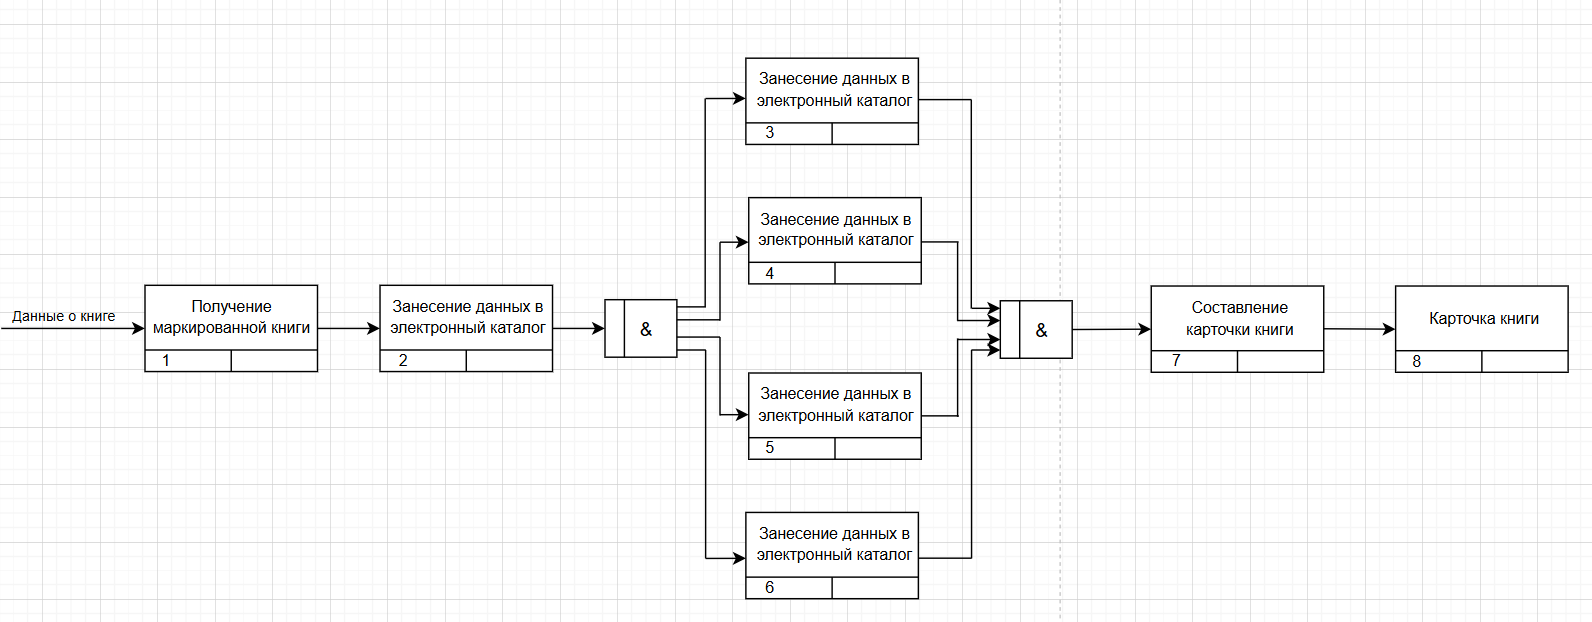 Данные о книге
Получение
маркированной книги
1
Занесение данных в
электронный каталог
2
&
Занесение данных в
электронный каталог
3
Занесение данных в
электронный каталог
4
Занесение данных в
электронный каталог
5
Занесение данных в
электронный каталог
6
&
Составление
карточки книги
7
Карточка книги
8